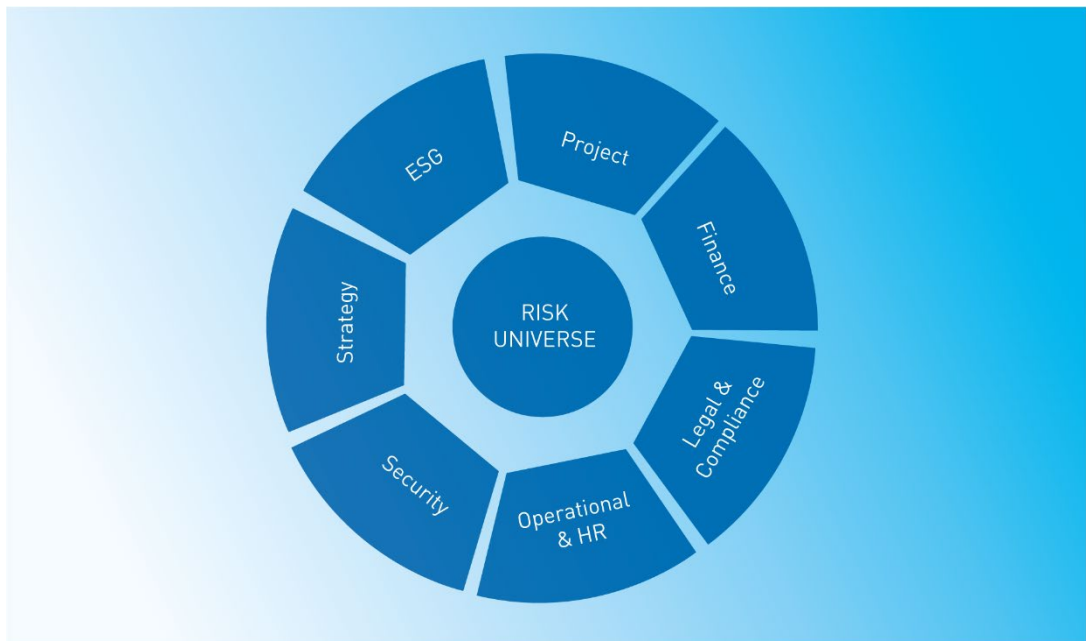 Project
Finance
Legal &
Compliance
Operational
& HR
Security
Strategy
ESG
RISK
UNIVERSE